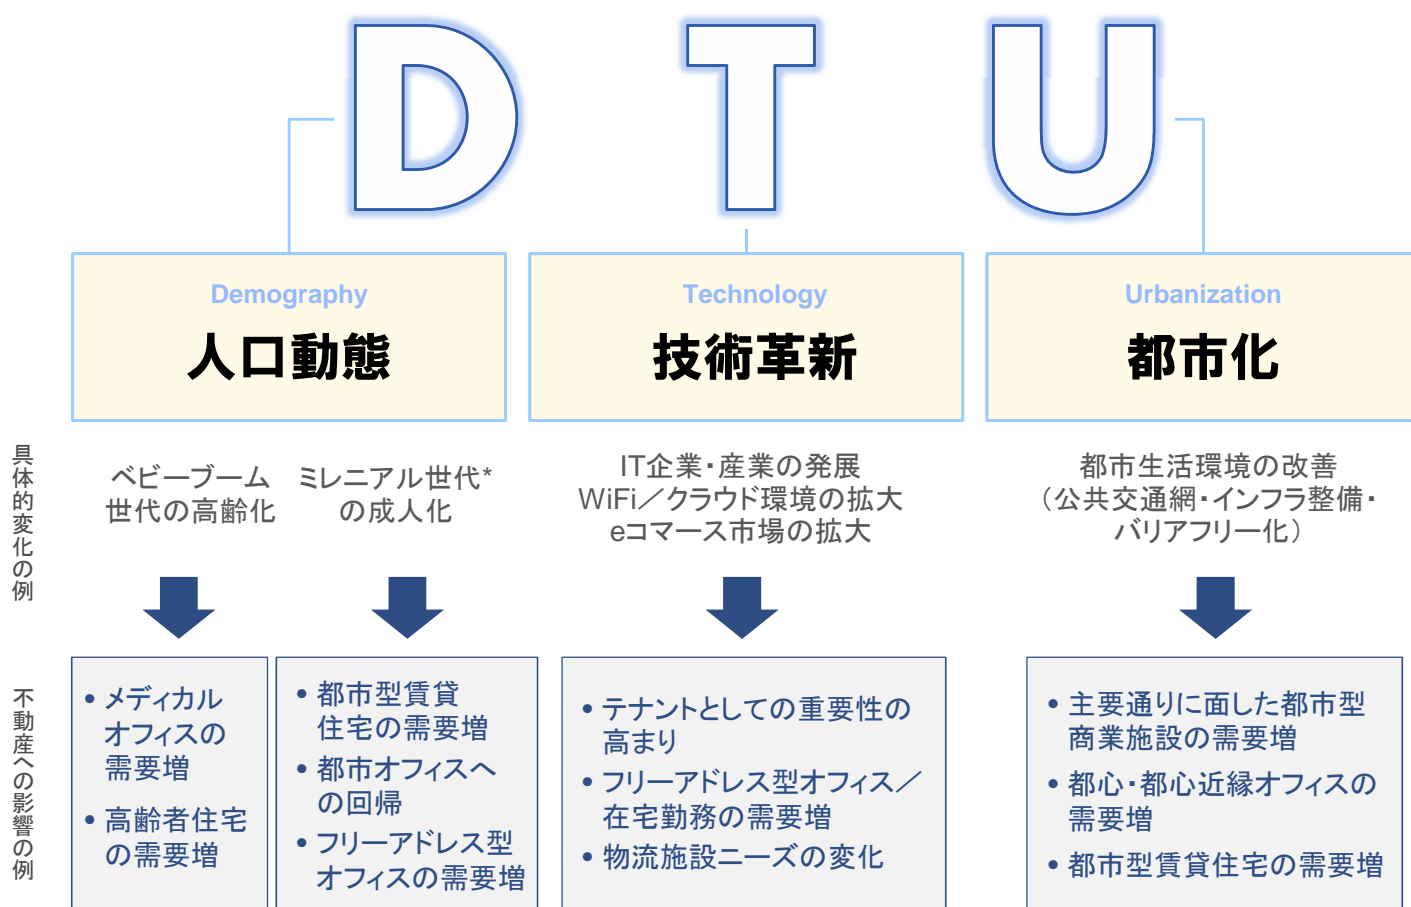 D T U
Demography
人口動態
Technology
技術革新
Urbanization
都市化
具体的変化の例
ベビーブーム
世代の高齢化
ミレニアル世代*
の成人化
IT企業・産業の発展
WiFi／クラウド環境の拡大
eコマース市場の拡大
都市生活環境の改善
（公共交通網・インフラ整備・
バリアフリー化）
不動産への影響の例
• メディカル
オフィスの
需要増
• 高齢者住宅
の需要増
• 都市型賃貸
住宅の需要増
• 都市オフィスへ
の回帰
• フリーアドレス型
オフィスの需要増
• テナントとしての重要性の
高まり
• フリーアドレス型オフィス／
在宅勤務の需要増
• 物流施設ニーズの変化
• 主要通りに面した都市型
商業施設の需要増
• 都心・都心近縁オフィスの
需要増
• 都市型賃貸住宅の需要増